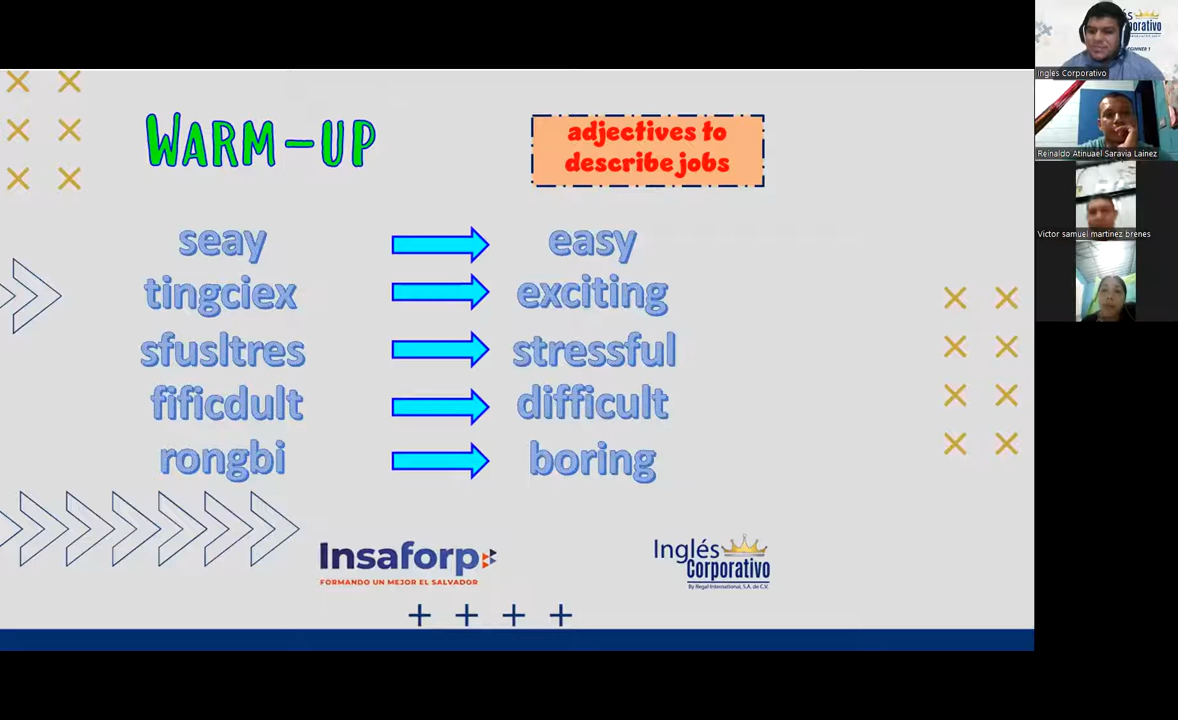 WARM-UP
adjectives to
describe jobs
seay easy
tingciex exciting
sfusltres stressful
fificdult difficult
rongbi boring
Insaforp
FORMANDO UN MEJOR EL SALVADOR
Inglés
Corporativo
By Regal International, S.A. de C.V.
Inglés Corporativo
Reinaldo Atinuael Saravia Lainez
Victor samuel martinez brenes